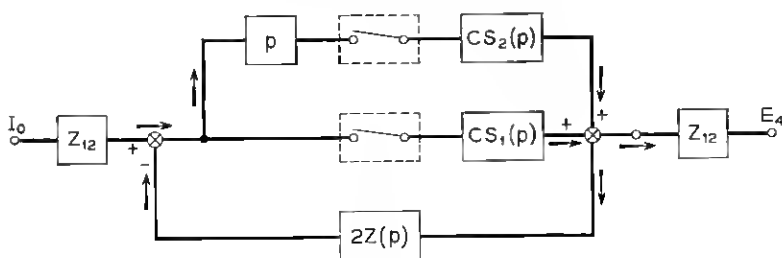 p
CS₂(p)
+
I₀
Z₁₂
+
−
CS₁(p)
+
Z₁₂
E₄
2Z(p)